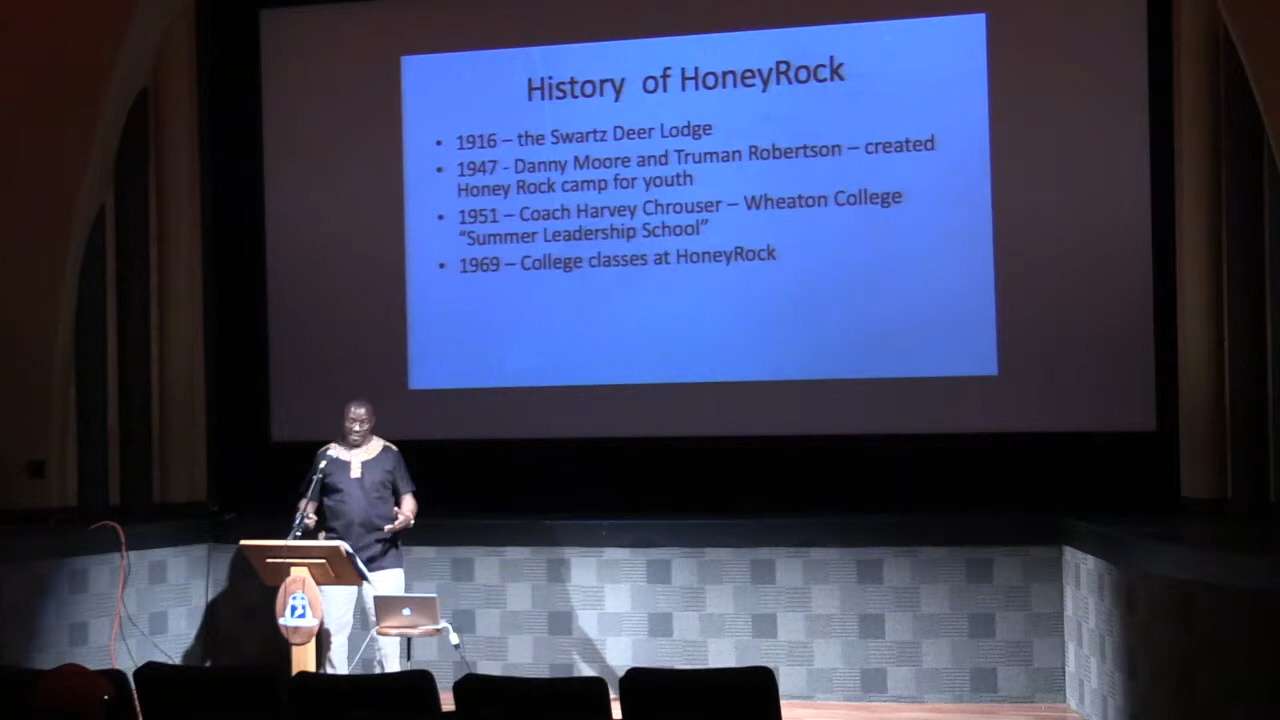 History of HoneyRock
• 1916 – the Swartz Deer Lodge
• 1947 - Danny Moore and Truman Robertson – created
Honey Rock camp for youth
• 1951 – Coach Harvey Chrouser – Wheaton College
“Summer Leadership School”
• 1969 – College classes at HoneyRock